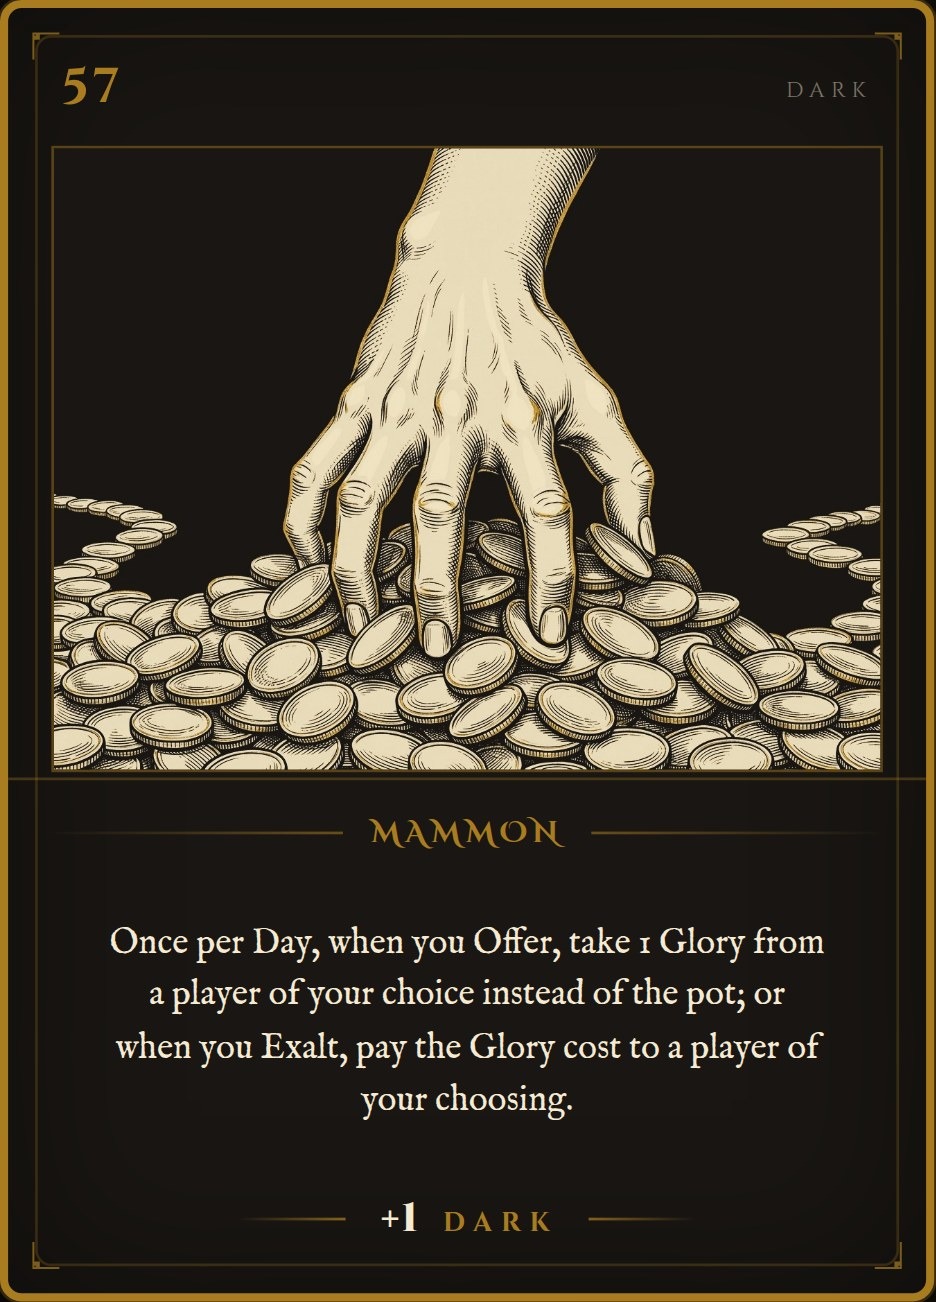 57
DARK
MAMMON
Once per Day, when you Offer, take 1 Glory from
a player of your choice instead of the pot; or
when you Exalt, pay the Glory cost to a player of
your choosing.
+1 DARK